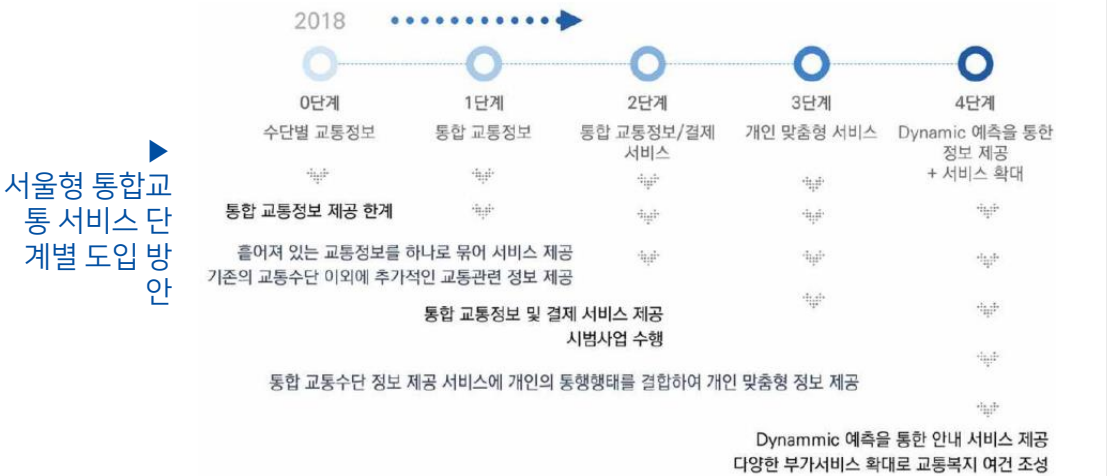 2018
0단계
1단계
2단계
3단계
4단계
수단별 교통정보
통합 교통정보
통합 교통정보/결제
서비스
개인 맞춤형 서비스
Dynamic 예측을 통한
정보 제공
+ 서비스 확대
▶
서울형 통합교
통 서비스 단
계별 도입 방
안
통합 교통정보 제공 한계
흩어져 있는 교통정보를 하나로 묶어 서비스 제공
기존의 교통수단 이외에 추가적인 교통관련 정보 제공
통합 교통정보 및 결제 서비스 제공
시범사업 수행
통합 교통수단 정보 제공 서비스에 개인의 통행행태를 결합하여 개인 맞춤형 정보 제공
Dynammic 예측을 통한 안내 서비스 제공
다양한 부가서비스 확대로 교통복지 여건 조성